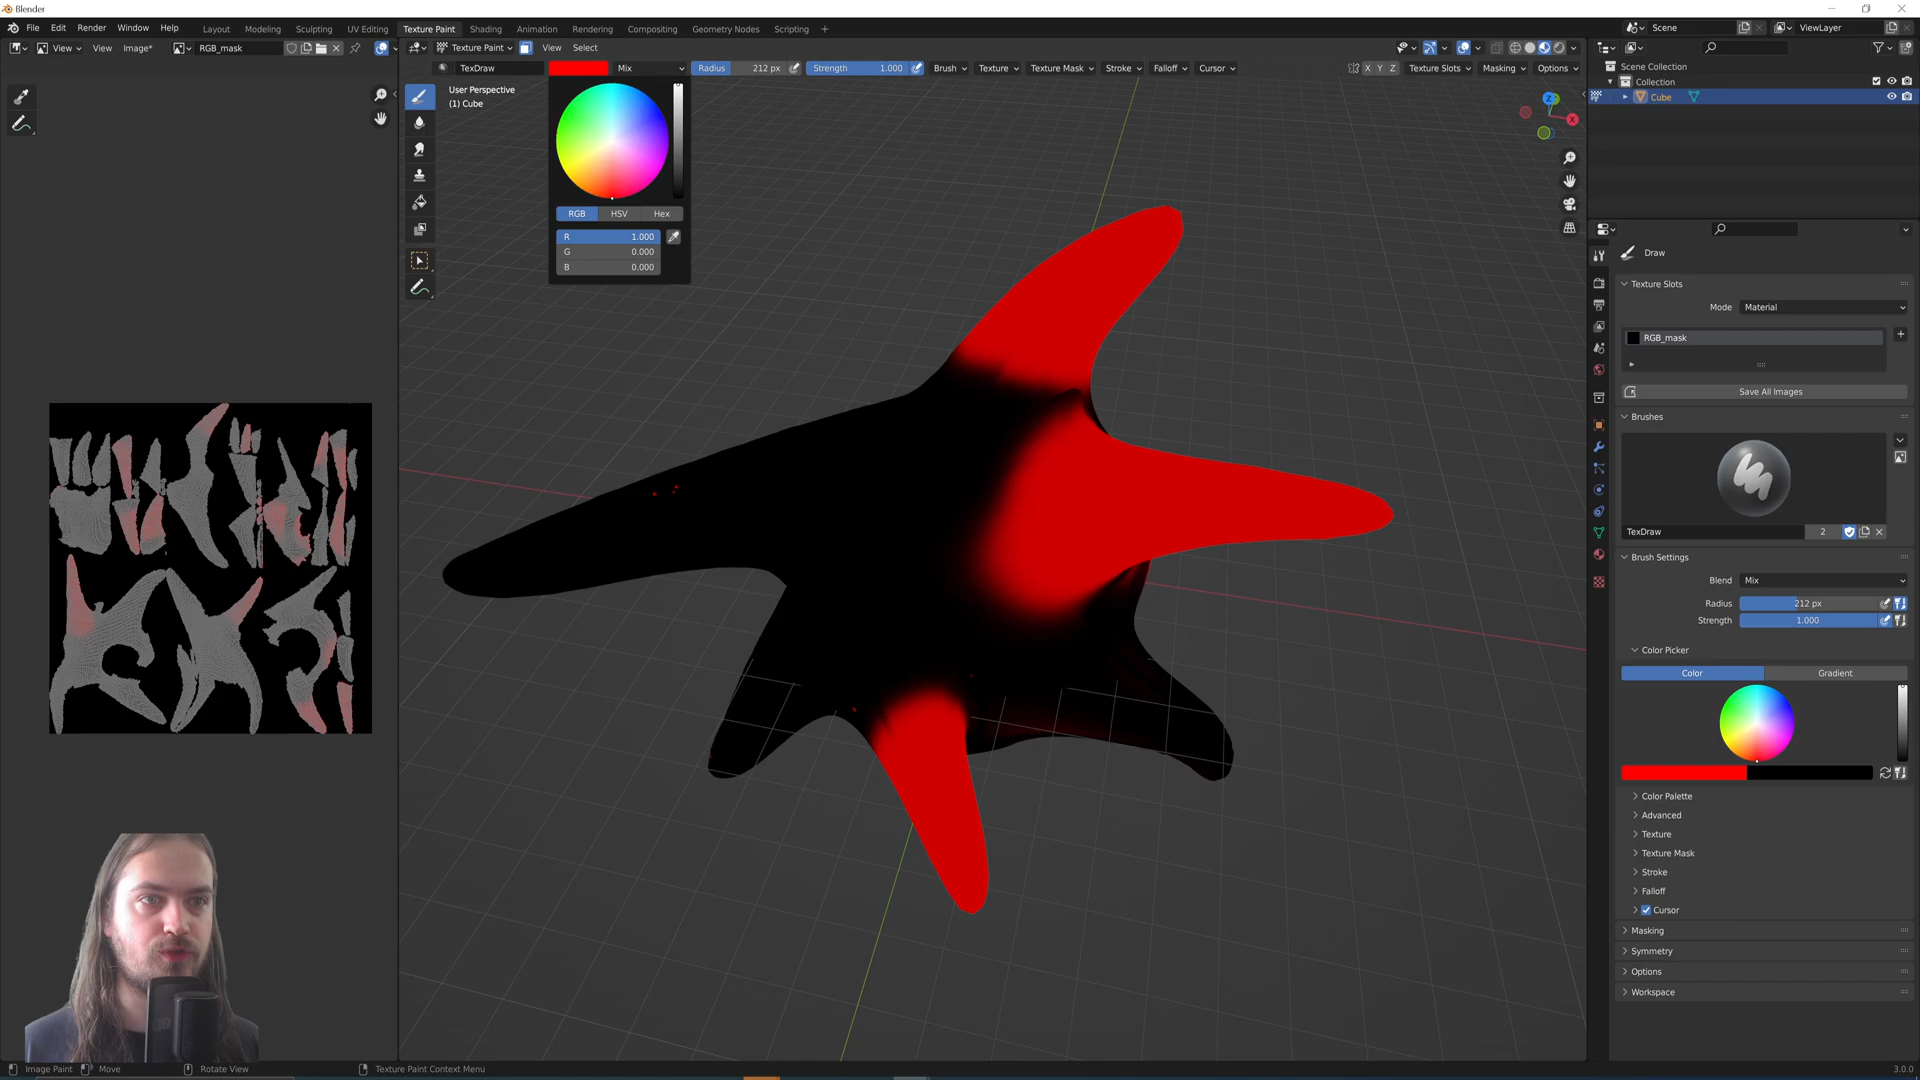 Blender
File Edit Render Window Help Layout Modeling Sculpting UV Editing Texture Paint Shading Animation Rendering Compositing Geometry Nodes Scripting + Scene ViewLayer
View View Image* RGB_mask Texture Paint View Select
TexDraw Mix Radius 212 px Strength 1.000 Brush Texture Texture Mask Stroke Falloff Cursor X Y Z Texture Slots Masking Options
User Perspective
(1) Cube
RGB HSV Hex
R 1.000
G 0.000
B 0.000
Z
X
Scene Collection
Collection
Cube
Draw
Texture Slots
Mode Material
RGB_mask
Save All Images
Brushes
TexDraw 2
Brush Settings
Blend Mix
Radius 212 px
Strength 1.000
Color Picker
Color Gradient
Color Palette
Advanced
Texture
Texture Mask
Stroke
Falloff
Cursor
Masking
Symmetry
Options
Workspace
Image Paint Move Rotate View Texture Paint Context Menu 3.0.0